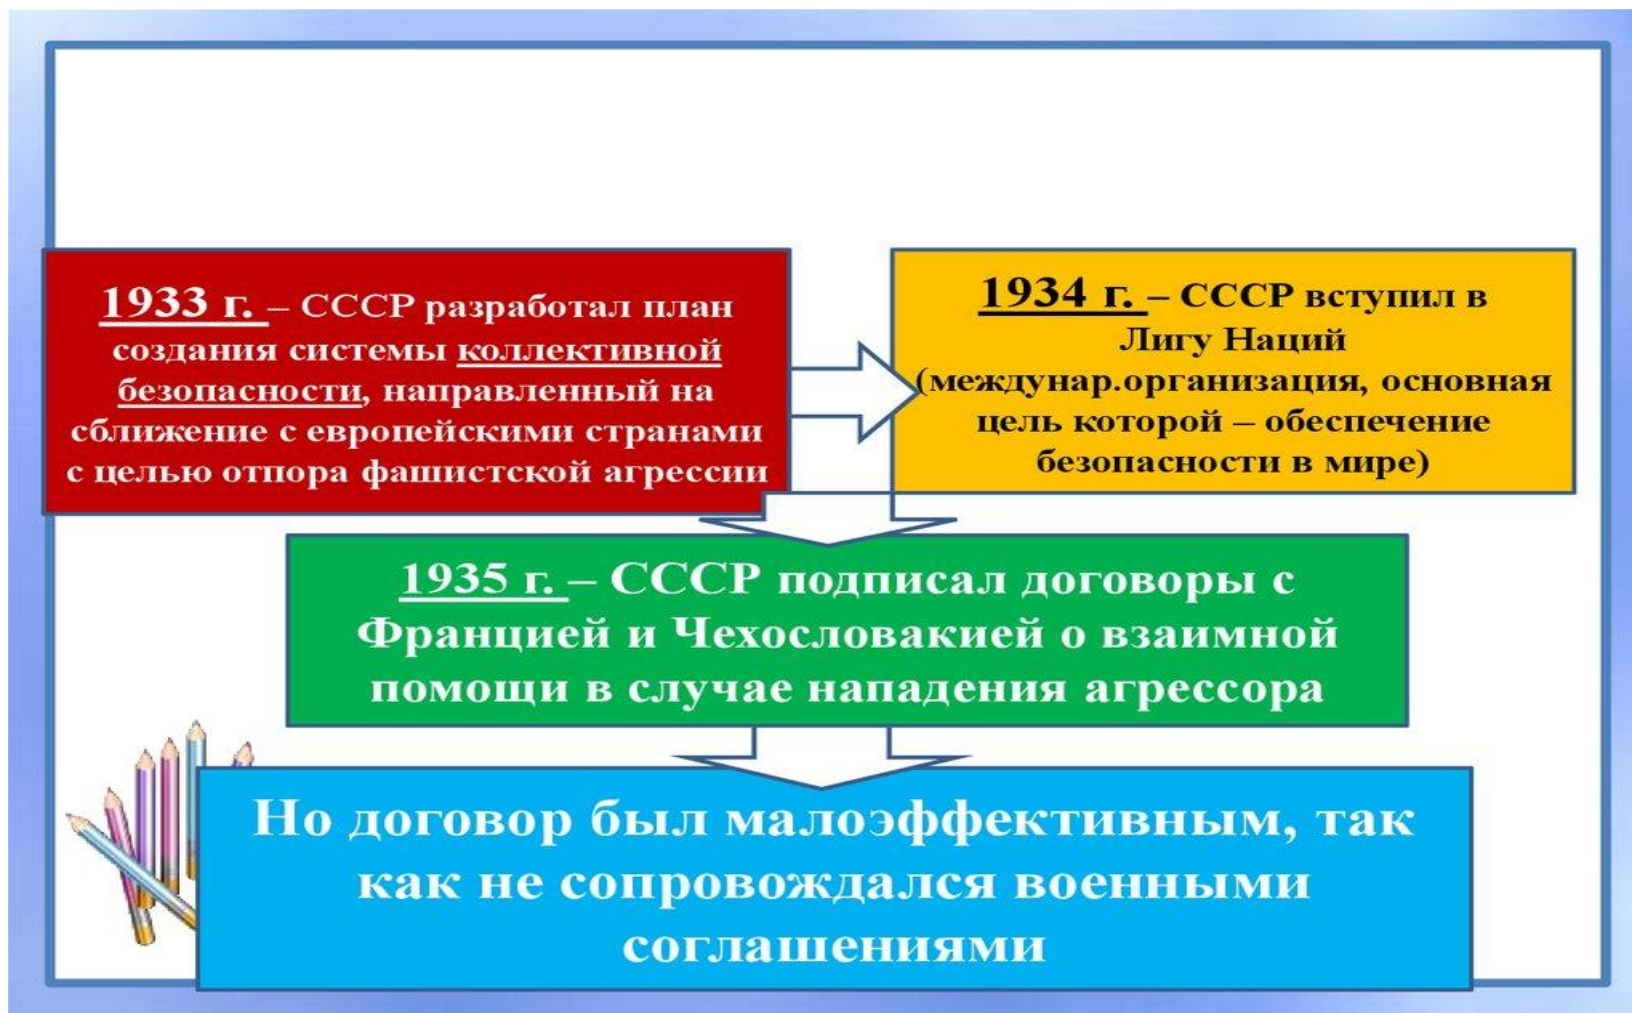 1933 г. – СССР разработал план
создания системы коллективной
безопасности, направленный на
сближение с европейскими странами
с целью отпора фашистской агрессии
1934 г. – СССР вступил в
Лигу Наций
(междунар.организация, основная
цель которой – обеспечение
безопасности в мире)
1935 г. – СССР подписал договоры с
Францией и Чехословакией о взаимной
помощи в случае нападения агрессора
Но договор был малоэффективным, так
как не сопровождался военными
соглашениями